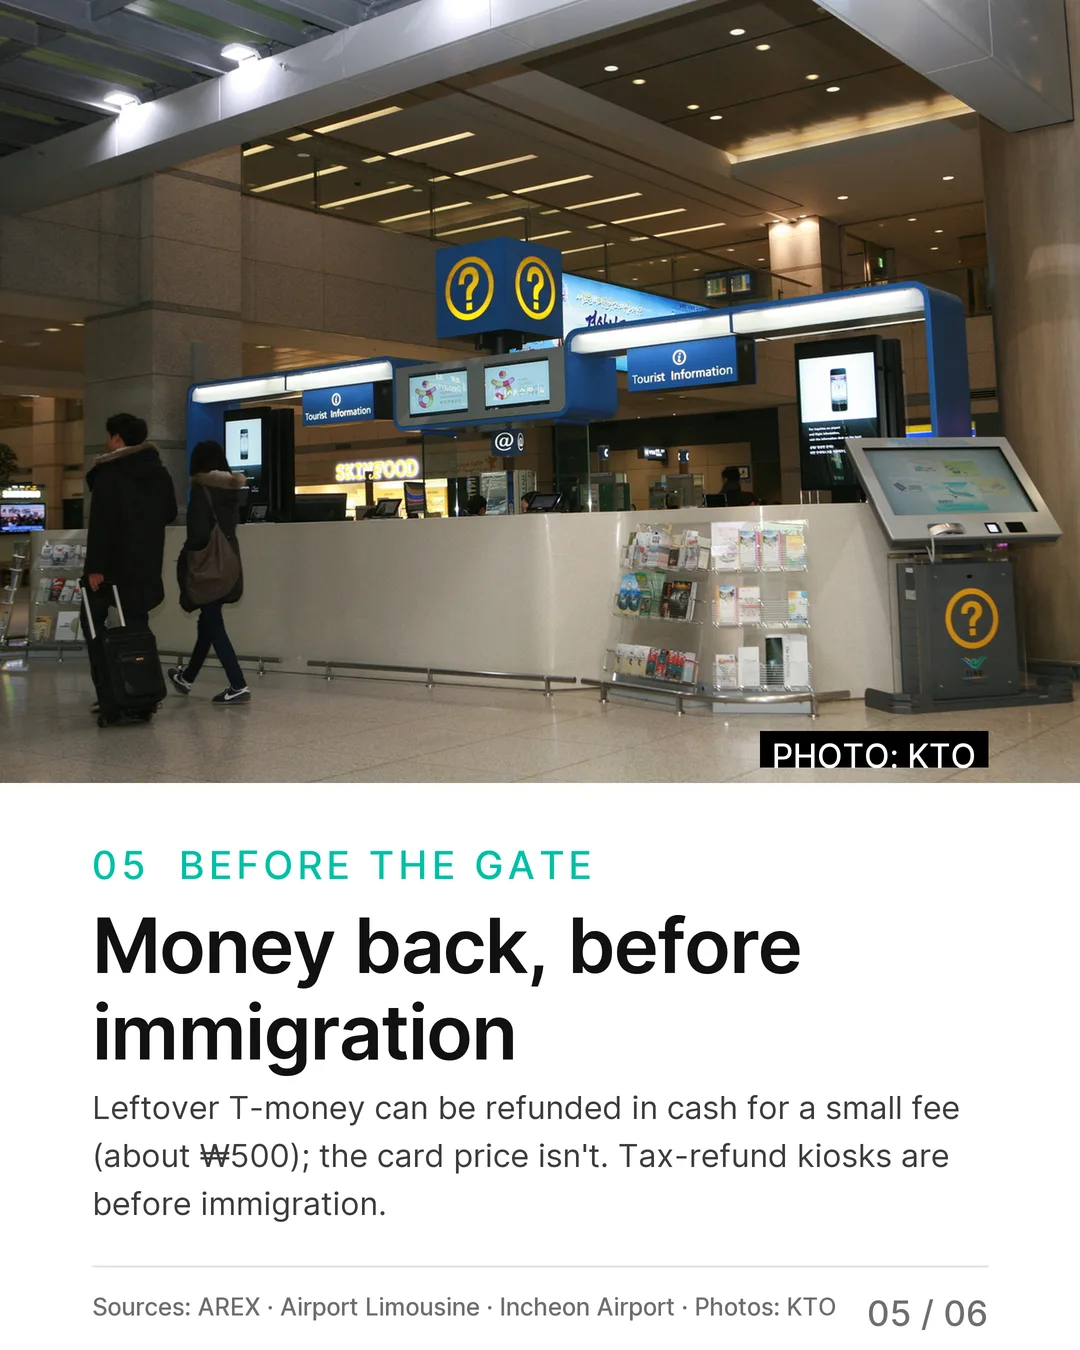 Tourist Information
Tourist Information
@
SKINFOOD
PHOTO: KTO
05 BEFORE THE GATE
Money back, before
immigration
Leftover T-money can be refunded in cash for a small fee
(about ₩500); the card price isn't. Tax-refund kiosks are
before immigration.
Sources: AREX · Airport Limousine · Incheon Airport · Photos: KTO
05 / 06